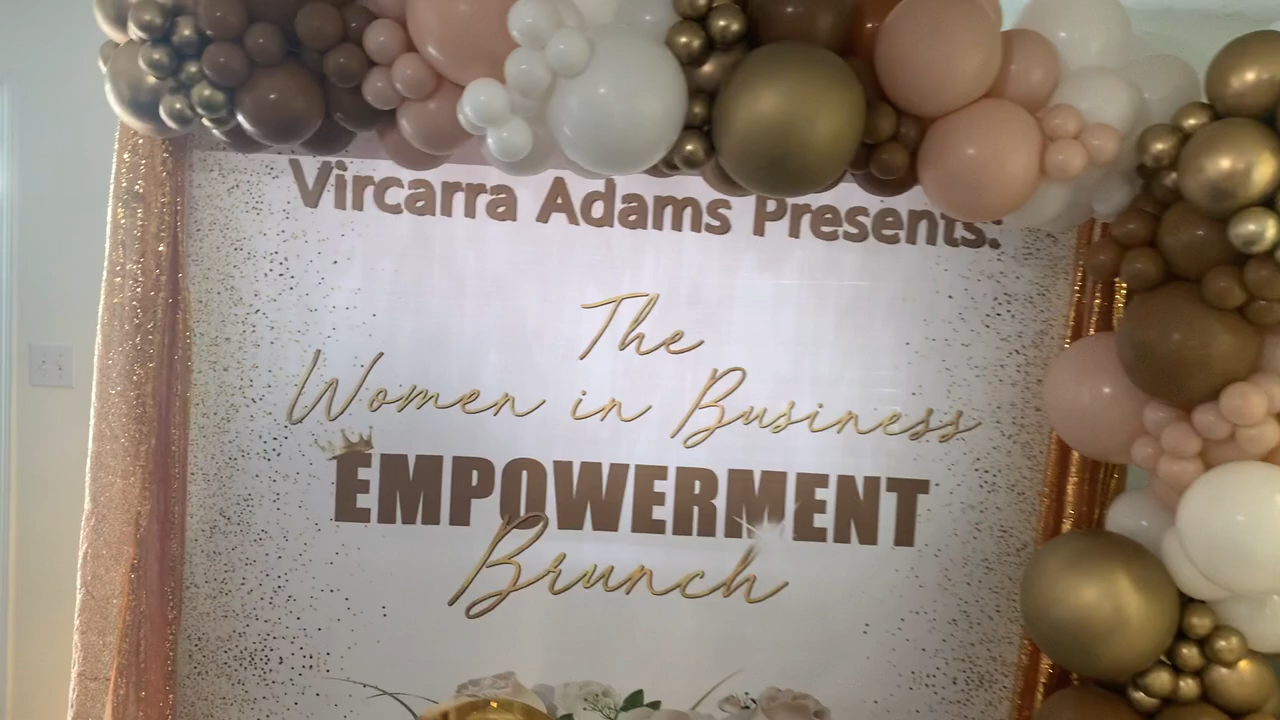 Vircarra Adams Presents:
The
Women in Business
EMPOWERMENT
Brunch